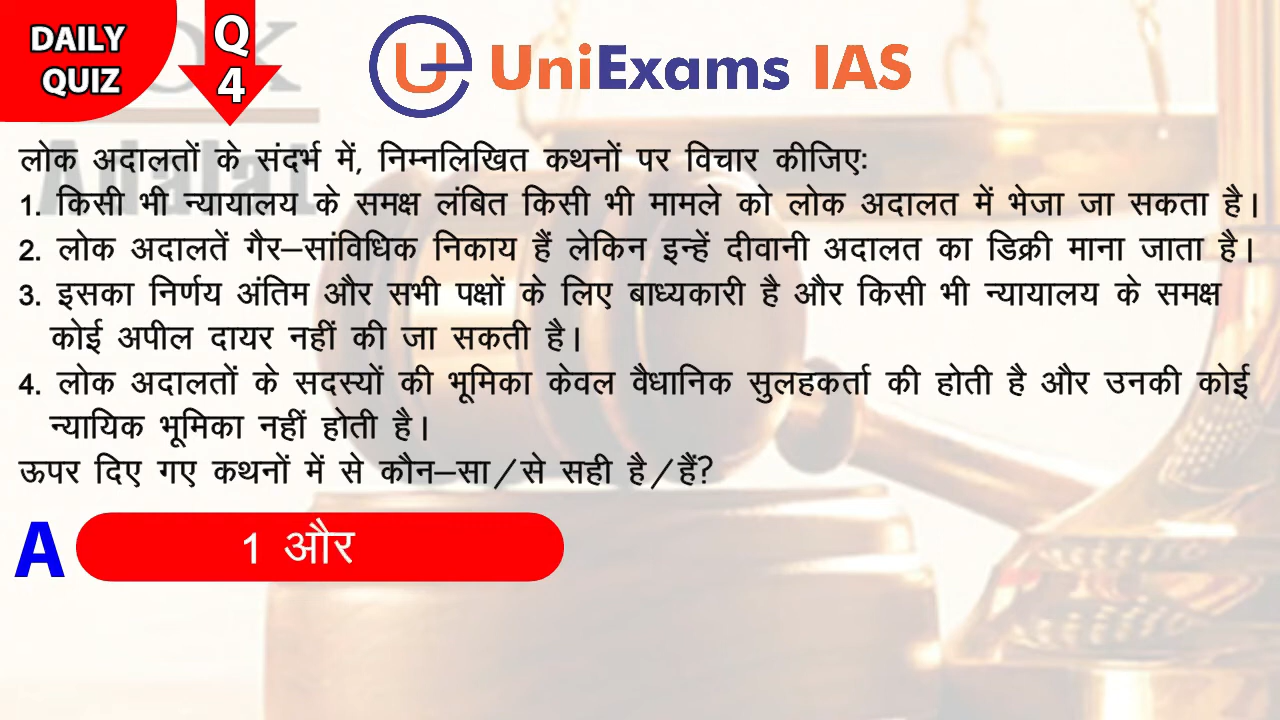 DAILY
QUIZ
Q
4
UniExams IAS
लोक अदालतों के संदर्भ में, निम्नलिखित कथनों पर विचार कीजिए:
1. किसी भी न्यायालय के समक्ष लंबित किसी भी मामले को लोक अदालत में भेजा जा सकता है।
2. लोक अदालतें गैर–सांविधिक निकाय हैं लेकिन इन्हें दीवानी अदालत का डिक्री माना जाता है।
3. इसका निर्णय अंतिम और सभी पक्षों के लिए बाध्यकारी है और किसी भी न्यायालय के समक्ष
कोई अपील दायर नहीं की जा सकती है।
4. लोक अदालतों के सदस्यों की भूमिका केवल वैधानिक सुलहकर्ता की होती है और उनकी कोई
न्यायिक भूमिका नहीं होती है।
ऊपर दिए गए कथनों में से कौन–सा/से सही है/हैं?
A 1 और